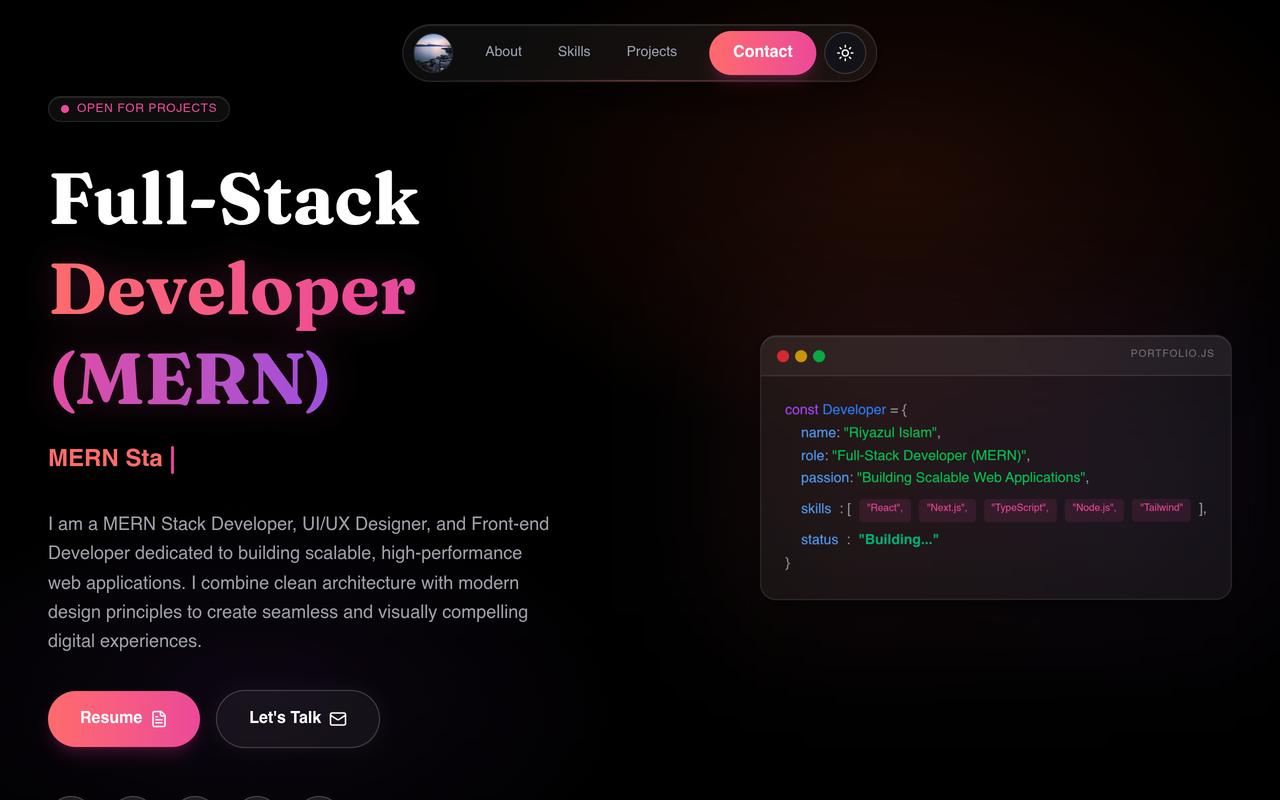 About Skills Projects Contact
OPEN FOR PROJECTS
Full-Stack
Developer
(MERN)
MERN Sta
I am a MERN Stack Developer, UI/UX Designer, and Front-end
Developer dedicated to building scalable, high-performance
web applications. I combine clean architecture with modern
design principles to create seamless and visually compelling
digital experiences.
Resume Let's Talk
PORTFOLIO.JS
const Developer = {
name: "Riyazul Islam",
role: "Full-Stack Developer (MERN)",
passion: "Building Scalable Web Applications",
skills : [ "React", "Next.js", "TypeScript", "Node.js", "Tailwind" ],
status : "Building..."
}